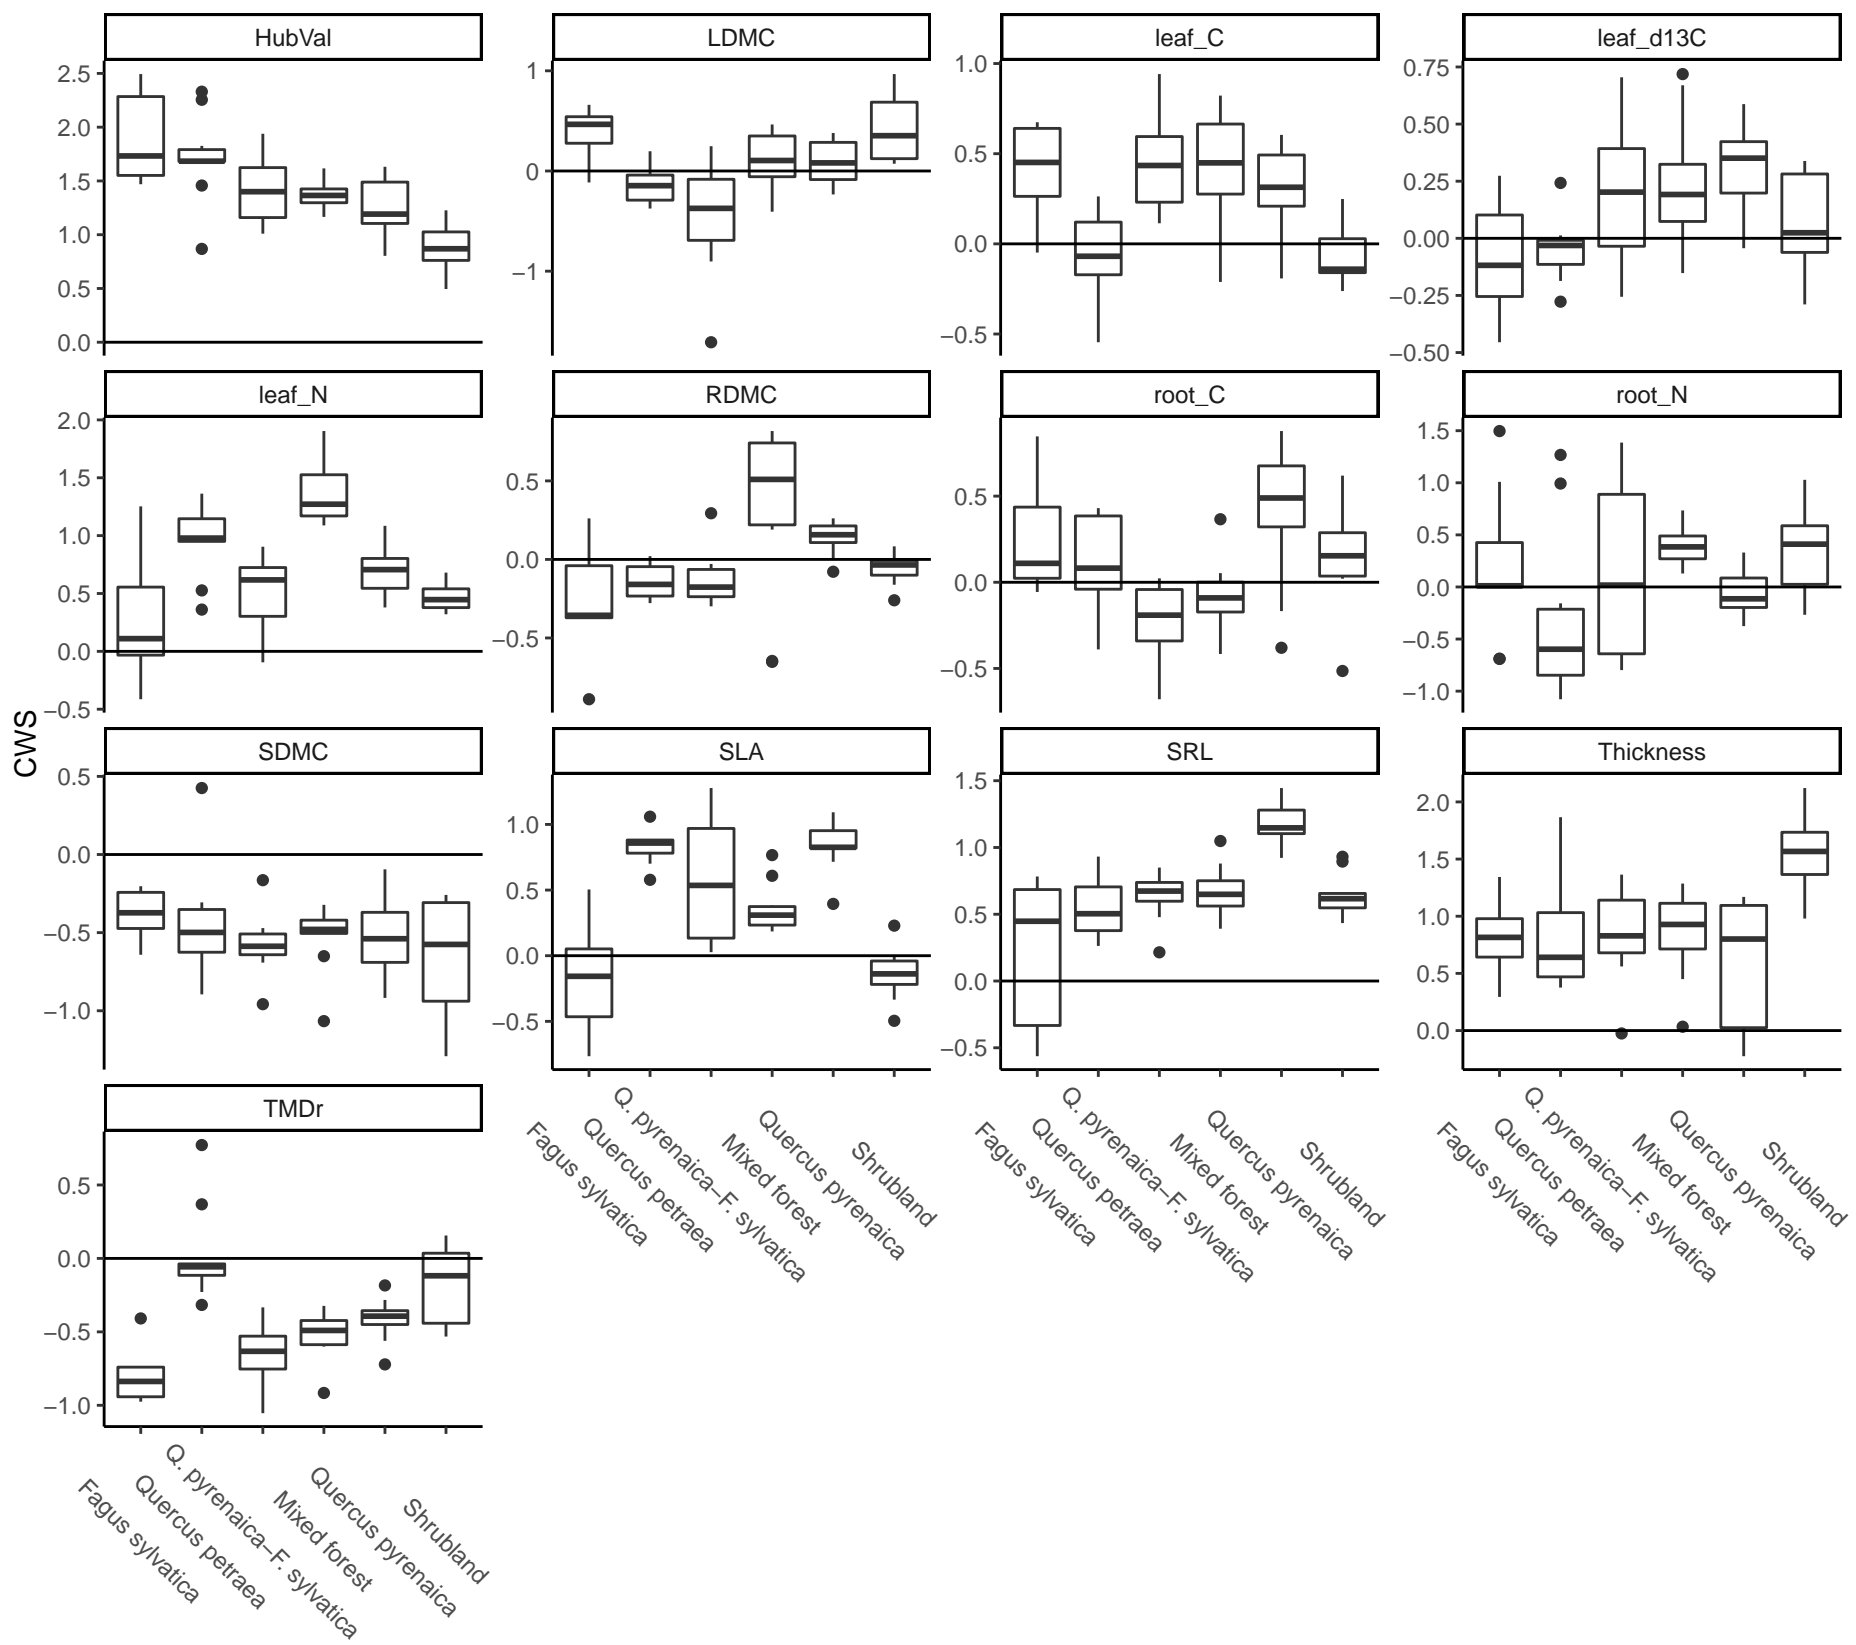 HubVal
LDMC
leaf_C
leaf_d13C
2.5
2.0
1.5
1.0
0.5
0.0
1
0
−1
1.0
0.5
0.0
−0.5
0.75
0.50
0.25
0.00
−0.25
−0.50
leaf_N
RDMC
root_C
root_N
2.0
1.5
1.0
0.5
0.0
−0.5
0.5
0.0
−0.5
0.5
0.0
−0.5
1.5
1.0
0.5
0.0
−0.5
−1.0
CWS
SDMC
SLA
SRL
Thickness
0.5
0.0
−0.5
−1.0
1.0
0.5
0.0
−0.5
1.5
1.0
0.5
0.0
−0.5
2.0
1.5
1.0
0.5
0.0
Fagus sylvatica
Quercus petraea
Q. pyrenaica−F. sylvatica
Mixed forest
Quercus pyrenaica
Shrubland
Fagus sylvatica
Quercus petraea
Q. pyrenaica−F. sylvatica
Mixed forest
Quercus pyrenaica
Shrubland
Fagus sylvatica
Quercus petraea
Q. pyrenaica−F. sylvatica
Mixed forest
Quercus pyrenaica
Shrubland
TMDr
0.5
0.0
−0.5
−1.0
Fagus sylvatica
Quercus petraea
Q. pyrenaica−F. sylvatica
Mixed forest
Quercus pyrenaica
Shrubland